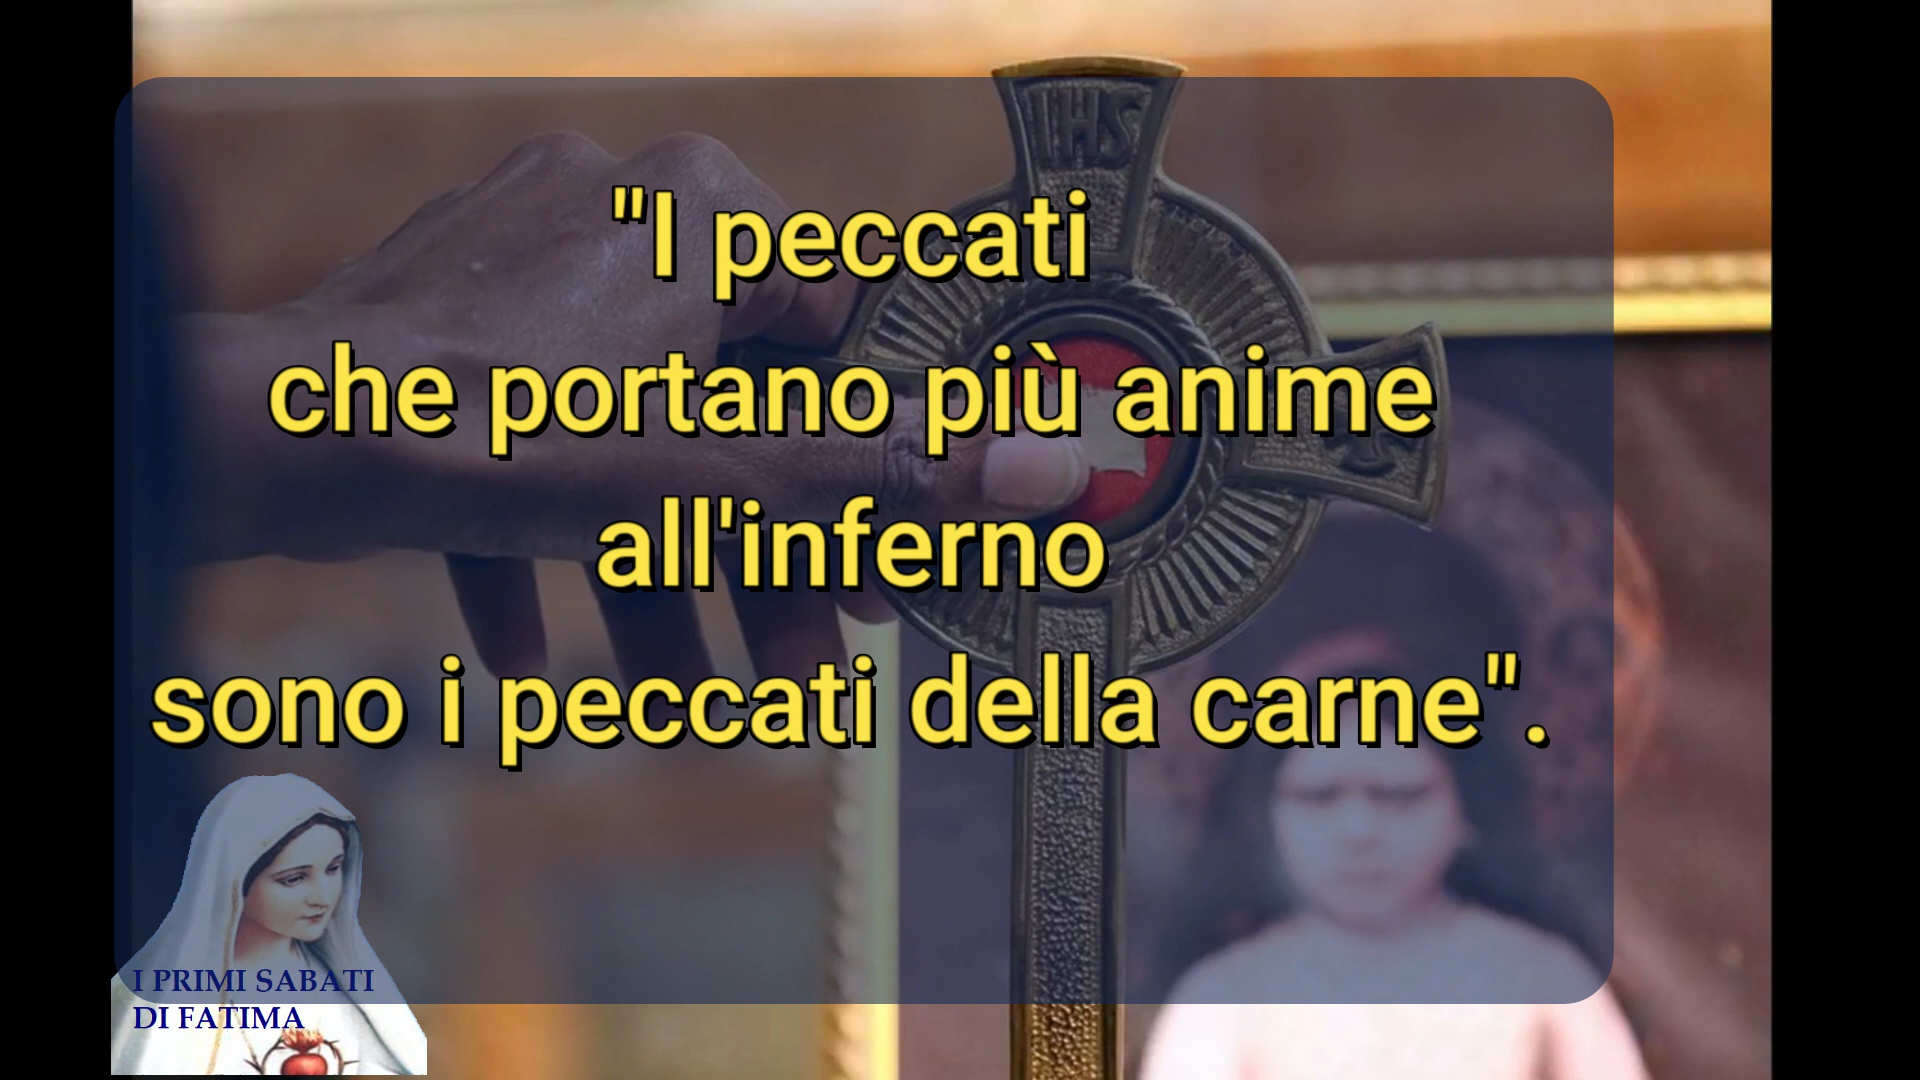 IHS
"I peccati
che portano più anime
all'inferno
sono i peccati della carne".
I PRIMI SABATI
DI FATIMA